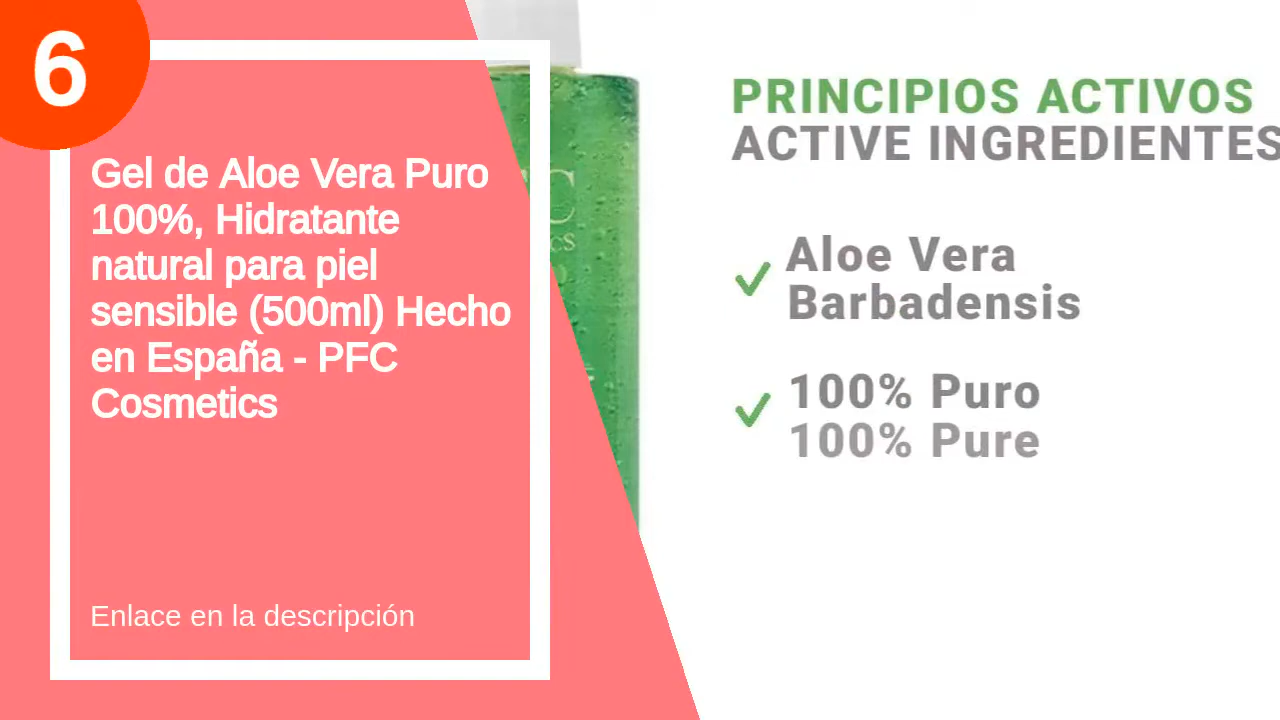 6
Gel de Aloe Vera Puro
100%, Hidratante
natural para piel
sensible (500ml) Hecho
en España - PFC
Cosmetics
Enlace en la descripción
C
CS
PRINCIPIOS ACTIVOS
ACTIVE INGREDIENTES
Aloe Vera
Barbadensis
100% Puro
100% Pure